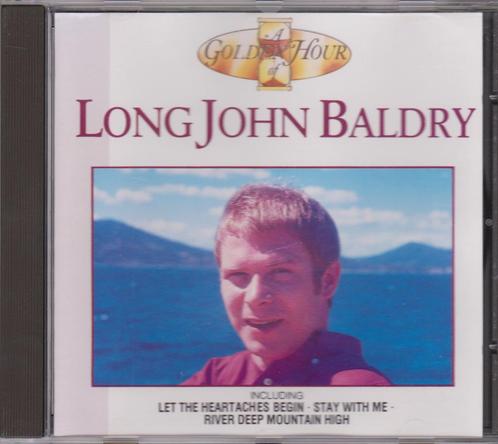 A
GOLDEN HOUR
of
LONG JOHN BALDRY
INCLUDING
LET THE HEARTACHES BEGIN - STAY WITH ME -
RIVER DEEP MOUNTAIN HIGH